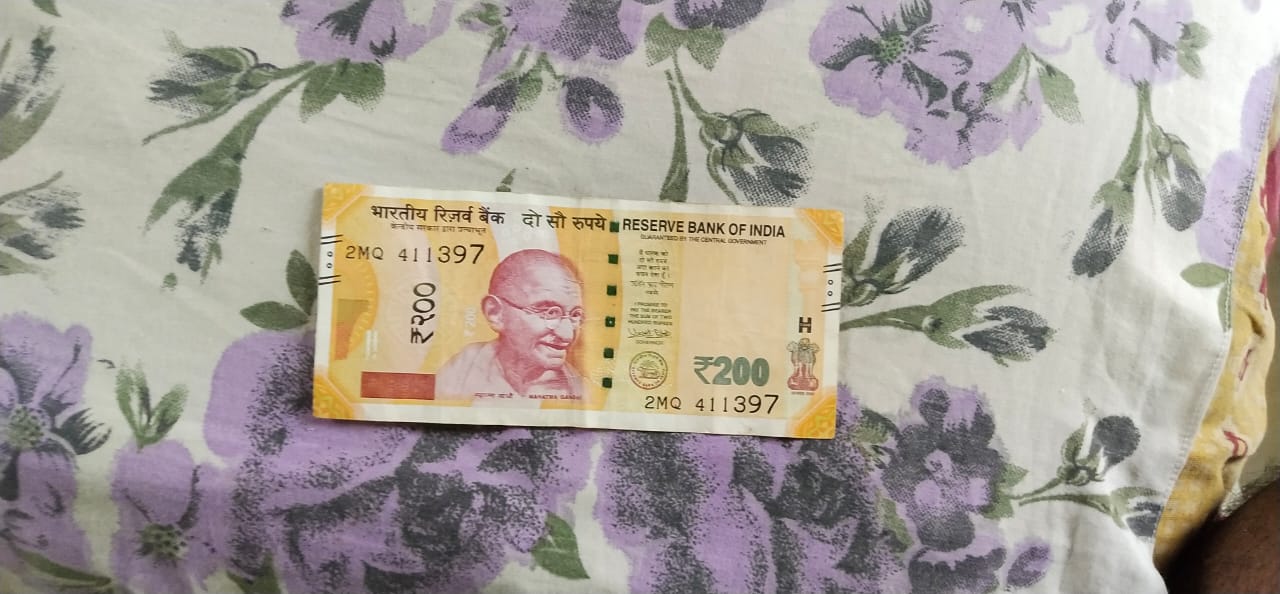 भारतीय रिज़र्व बैंक दो सौ रुपये RESERVE BANK OF INDIA
केन्द्रीय सरकार द्वारा प्रत्याभूत
GUARANTEED BY THE CENTRAL GOVERNMENT
2MQ 411397
₹२००
I PROMISE TO
PAY THE BEARER
THE SUM OF TWO
HUNDRED RUPEES
GOVERNOR
₹200
H
महात्मा गांधी MAHATMA GANDHI
2MQ 411397